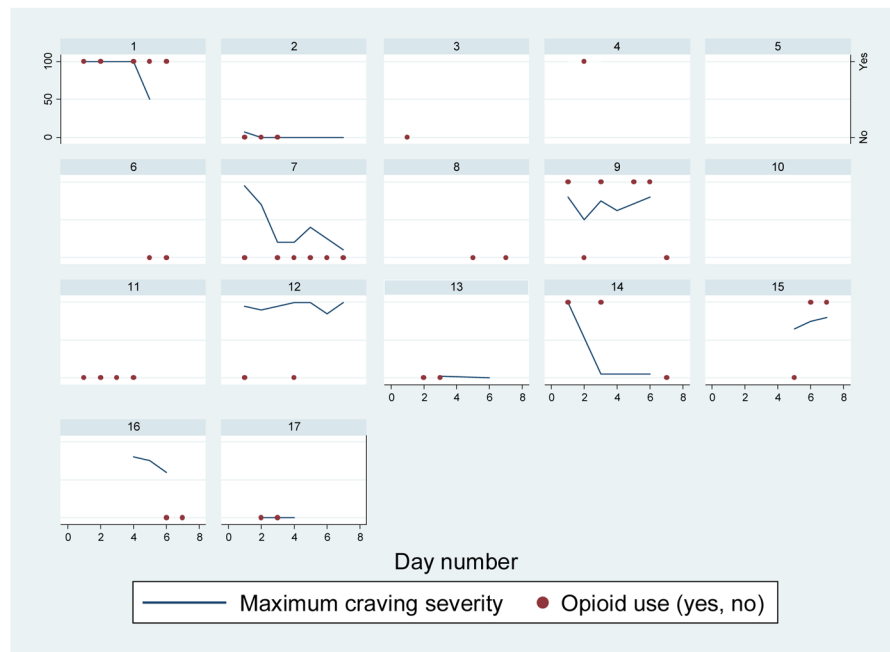 1 2 3 4 5
100 Yes
50
0 No
6 7 8 9 10
11 12 13 14 15
0 2 4 6 8 0 2 4 6 8 0 2 4 6 8
16 17
0 2 4 6 8 0 2 4 6 8
Day number
Maximum craving severity Opioid use (yes, no)